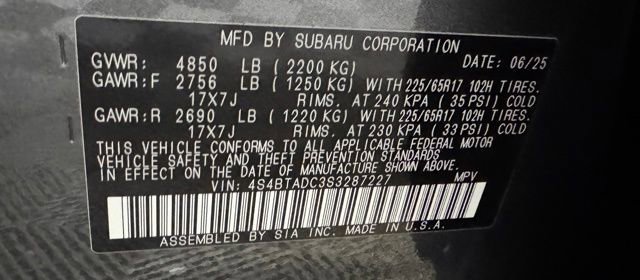 MFD BY SUBARU CORPORATION DATE: 06/25
GVWR: 4850 LB (2200 KG)
GAWR:F 2756 LB (1250 KG) WITH 225/65R17 102H TIRES.
17X7J RIMS. AT 240 KPA (35 PSI) COLD
GAWR:R 2690 LB (1220 KG) WITH 225/65R17 102H TIRES.
17X7J RIMS. AT 230 KPA (33 PSI) COLD
THIS VEHICLE CONFORMS TO ALL APPLICABLE FEDERAL MOTOR
VEHICLE SAFETY AND PREVENTION STANDARDS
IN EFFECT ON THE DATE OF MANUFACTURE SHOWN ABOVE.
VIN: 4S4BTADC3S3287227 MPV
ASSEMBLED BY SIA INC. MADE IN U.S.A.